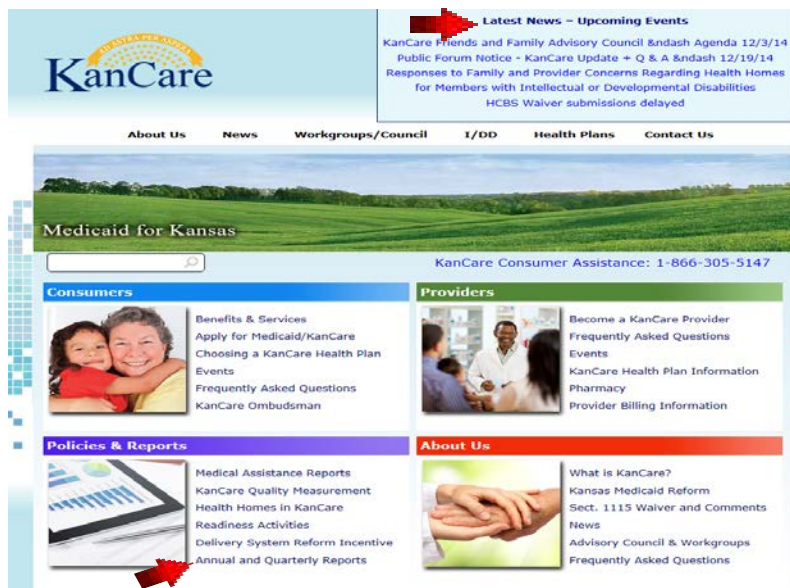 AD ASTRA PER ASPERA
KanCare
Latest News – Upcoming Events
KanCare Friends and Family Advisory Council &ndash Agenda 12/3/14
Public Forum Notice - KanCare Update + Q & A &ndash 12/19/14
Responses to Family and Provider Concerns Regarding Health Homes
for Members with Intellectual or Developmental Disabilities
HCBS Waiver submissions delayed
About Us News Workgroups/Council I/DD Health Plans Contact Us
Medicaid for Kansas
KanCare Consumer Assistance: 1-866-305-5147
Consumers
Benefits & Services
Apply for Medicaid/KanCare
Choosing a KanCare Health Plan
Events
Frequently Asked Questions
KanCare Ombudsman
Providers
Become a KanCare Provider
Frequently Asked Questions
Events
KanCare Health Plan Information
Pharmacy
Provider Billing Information
Policies & Reports
Medical Assistance Reports
KanCare Quality Measurement
Health Homes in KanCare
Readiness Activities
Delivery System Reform Incentive
Annual and Quarterly Reports
About Us
What is KanCare?
Kansas Medicaid Reform
Sect. 1115 Waiver and Comments
News
Advisory Council & Workgroups
Frequently Asked Questions